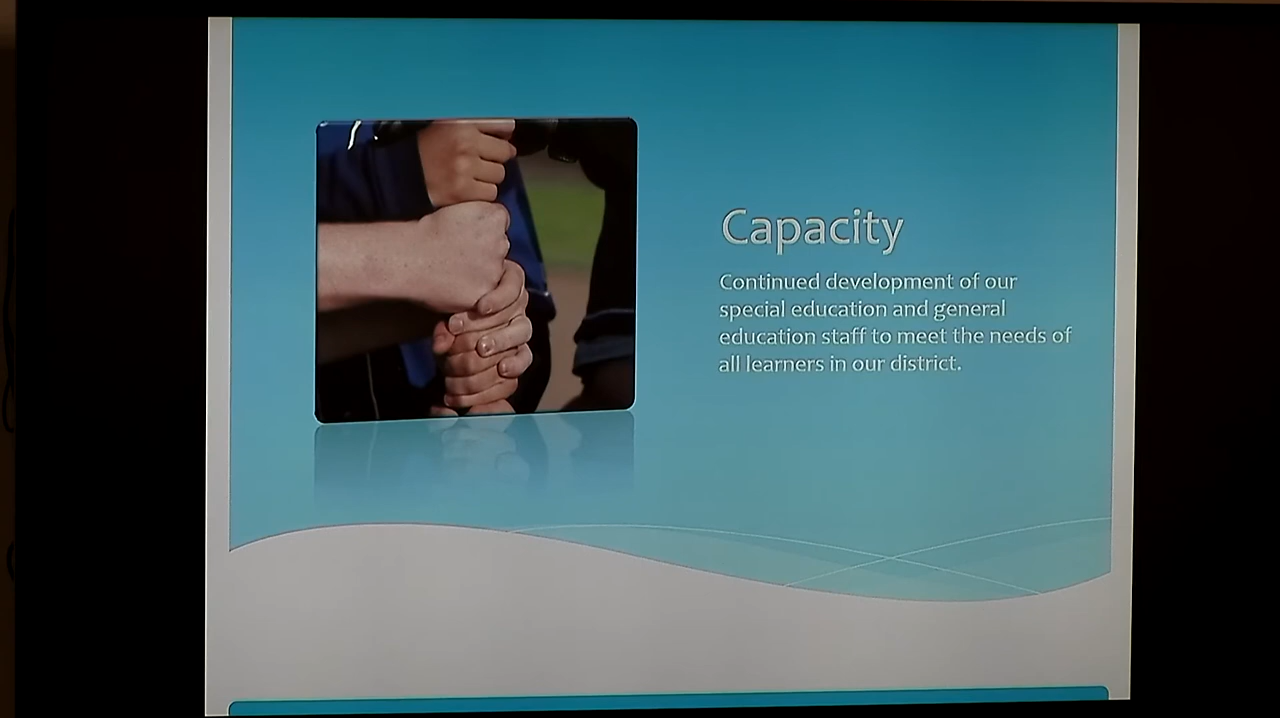 Capacity
Continued development of our
special education and general
education staff to meet the needs of
all learners in our district.